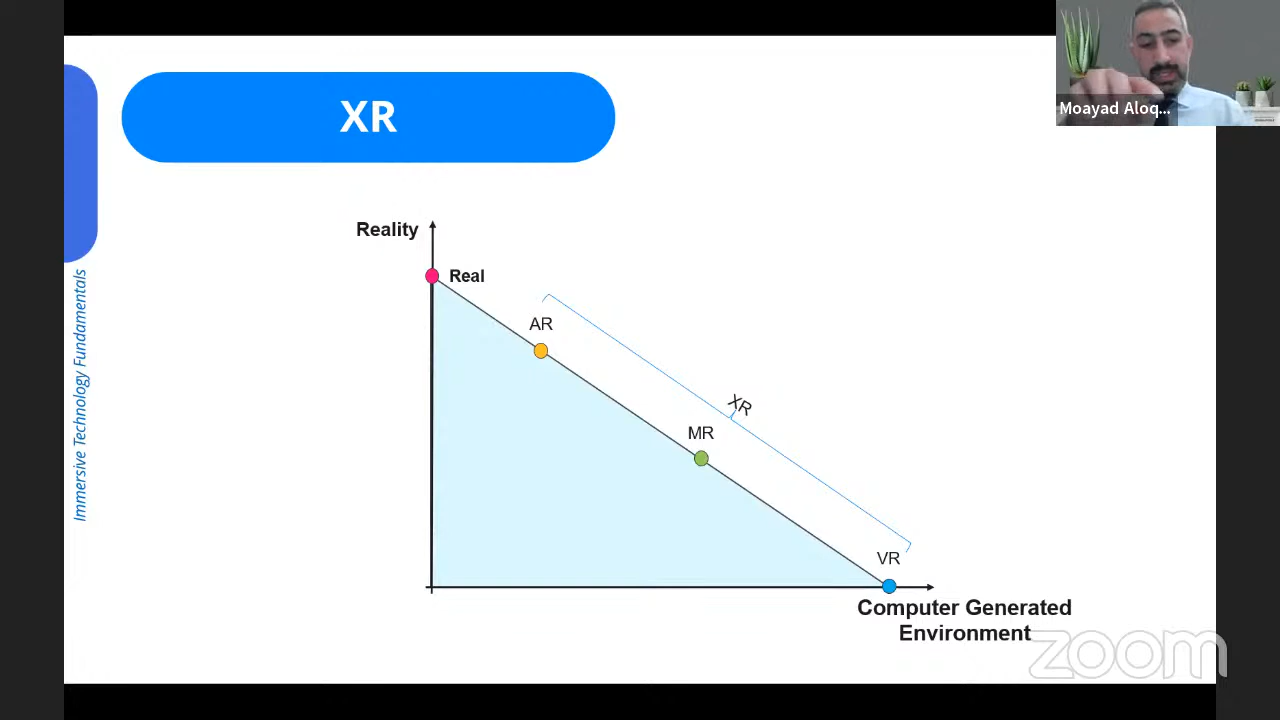 XR
Moayad Aloq...
Immersive Technology Fundamentals
Reality
Real
AR
XR
MR
VR
Computer Generated
Environment
zoom